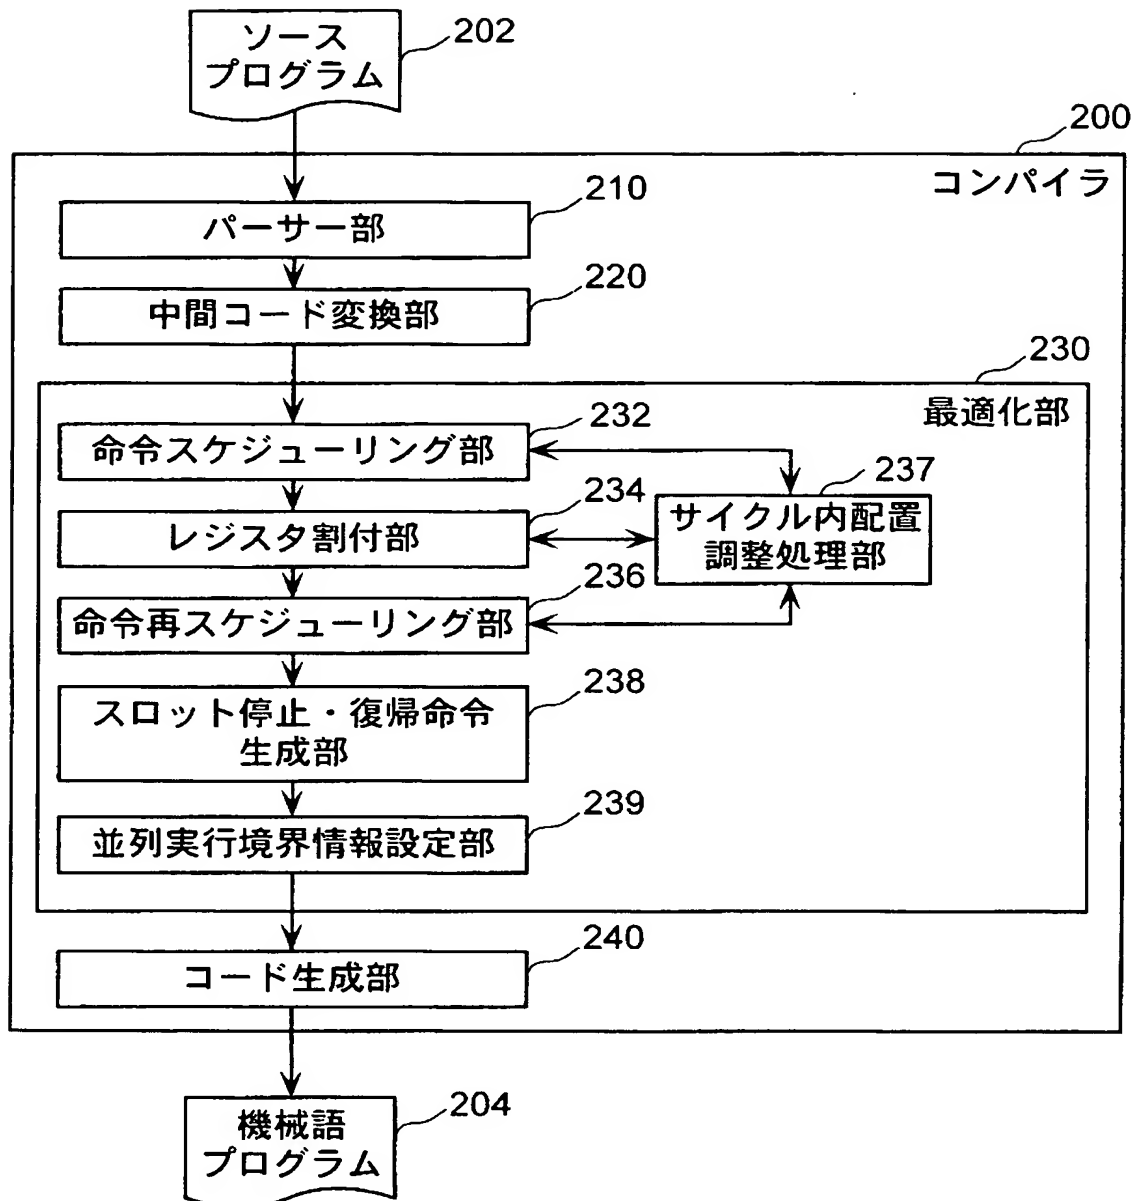 ソース
プログラム
202
200
コンパイラ
210
パーサー部
220
中間コード変換部
230
最適化部
232
命令スケジューリング部
237
サイクル内配置
調整処理部
234
レジスタ割付部
236
命令再スケジューリング部
238
スロット停止・復帰命令
生成部
239
並列実行境界情報設定部
240
コード生成部
204
機械語
プログラム